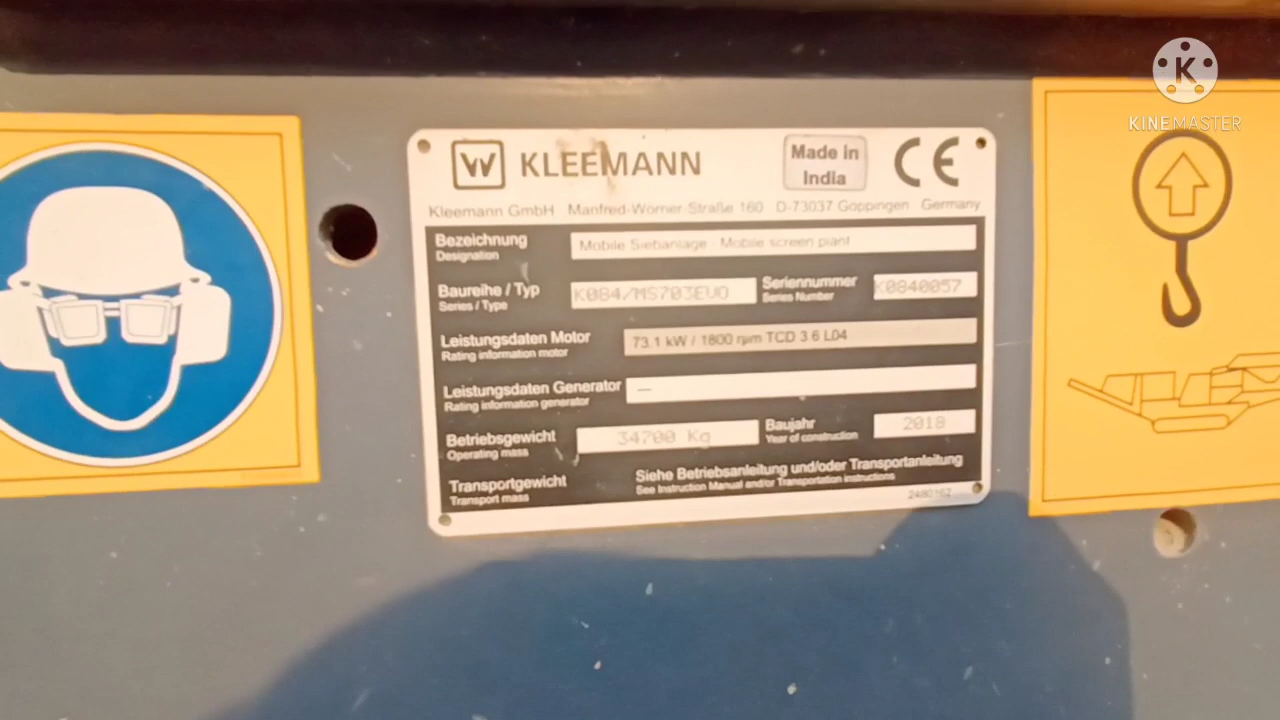 K
KINEMASTER
W KLEEMANN
Made in
India
CE
Kleemann GmbH Manfred-Wörner-Straße 160 D-73037 Göppingen Germany
Bezeichnung
Designation
Mobile Siebanlage Mobile screen plant
Baureihe / Typ
Series / Type
K084/MS703EVO
Seriennummer
Series Number
K0840057
Leistungsdaten Motor
Rating information motor
73.1 kW / 1800 rpm TCD 3 6 L04
Leistungsdaten Generator
Rating information generator
—
Betriebsgewicht
Operating mass
34700 Kg
Baujahr
Year of construction
2018
Transportgewicht
Transport mass
Siehe Betriebsanleitung und/oder Transportanleitung
See Instruction Manual and/or Transportation instructions